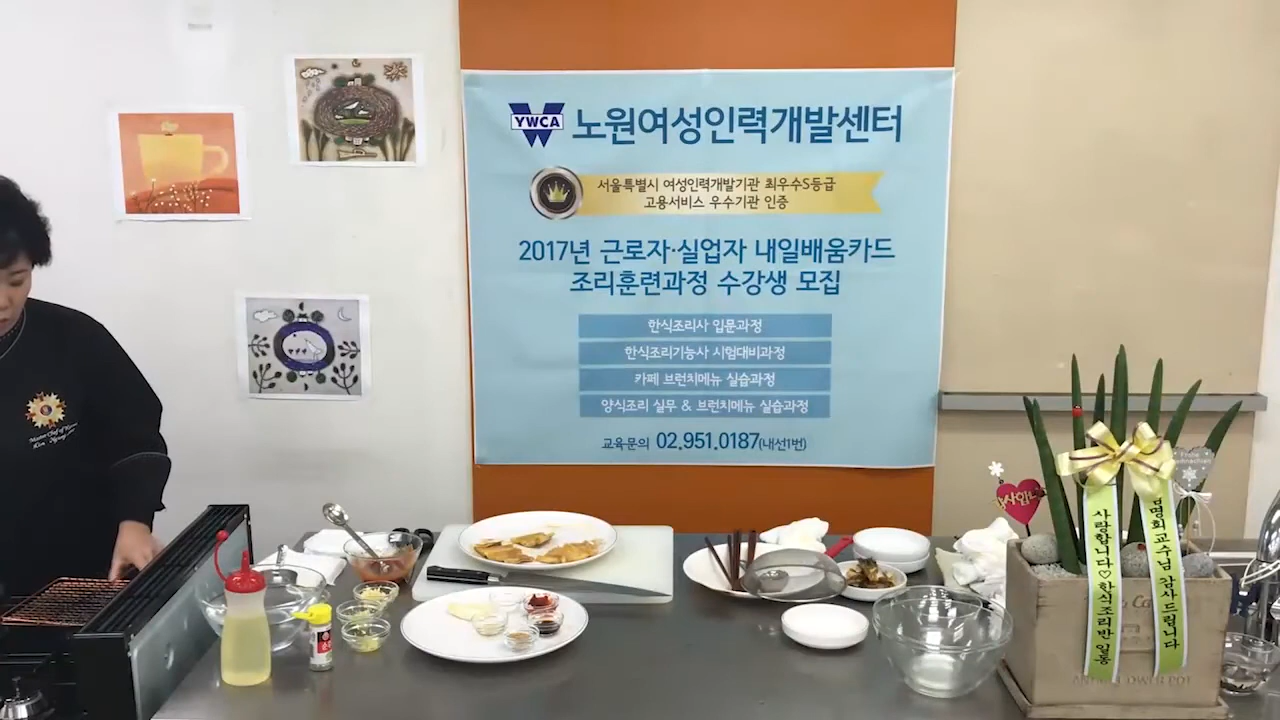 YWCA 노원여성인력개발센터
서울특별시 여성인력개발기관 최우수S등급
고용서비스 우수기관 인증
2017년 근로자·실업자 내일배움카드
조리훈련과정 수강생 모집
한식조리사 입문과정
한식조리기능사 시험대비과정
카페 브런치메뉴 실습과정
양식조리 실무 & 브런치메뉴 실습과정
교육문의 02.951.0187(내선1번)
Master Chef of Korea
사랑합니다♡한식조리반 일동
명희교수님 감사드립니다
Frohe